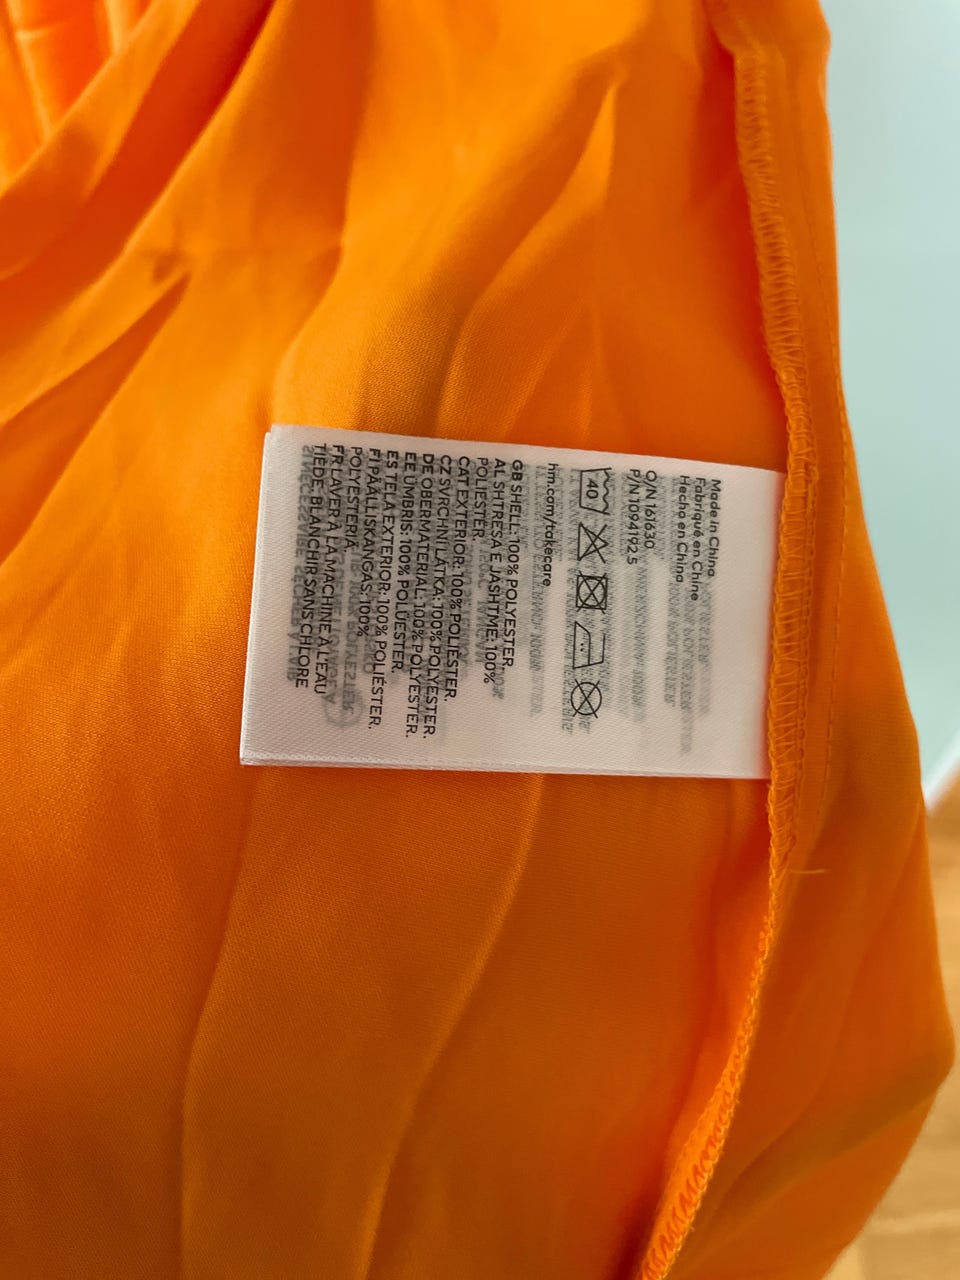 Made in China
Fabriqué en Chine
Hecho en China
O/N 161630
P/N 10941925
40
hm.com/takecare
GB SHELL: 100% POLYESTER.
AL SHTRESA E JASHTME: 100%
POLIESTER.
CAT EXTERIOR: 100% POLIÈSTER.
CZ SVRCHNÍ LÁTKA: 100% POLYESTER.
DE OBERMATERIAL: 100% POLYESTER.
EE ÜMBRIS: 100% POLÜESTER.
ES TELA EXTERIOR: 100% POLIÉSTER.
FI PÄÄLLISKANGAS: 100%
POLYESTERIÄ.
FR LAVER À LA MACHINE À L'EAU
TIÈDE. BLANCHIR SANS CHLORE